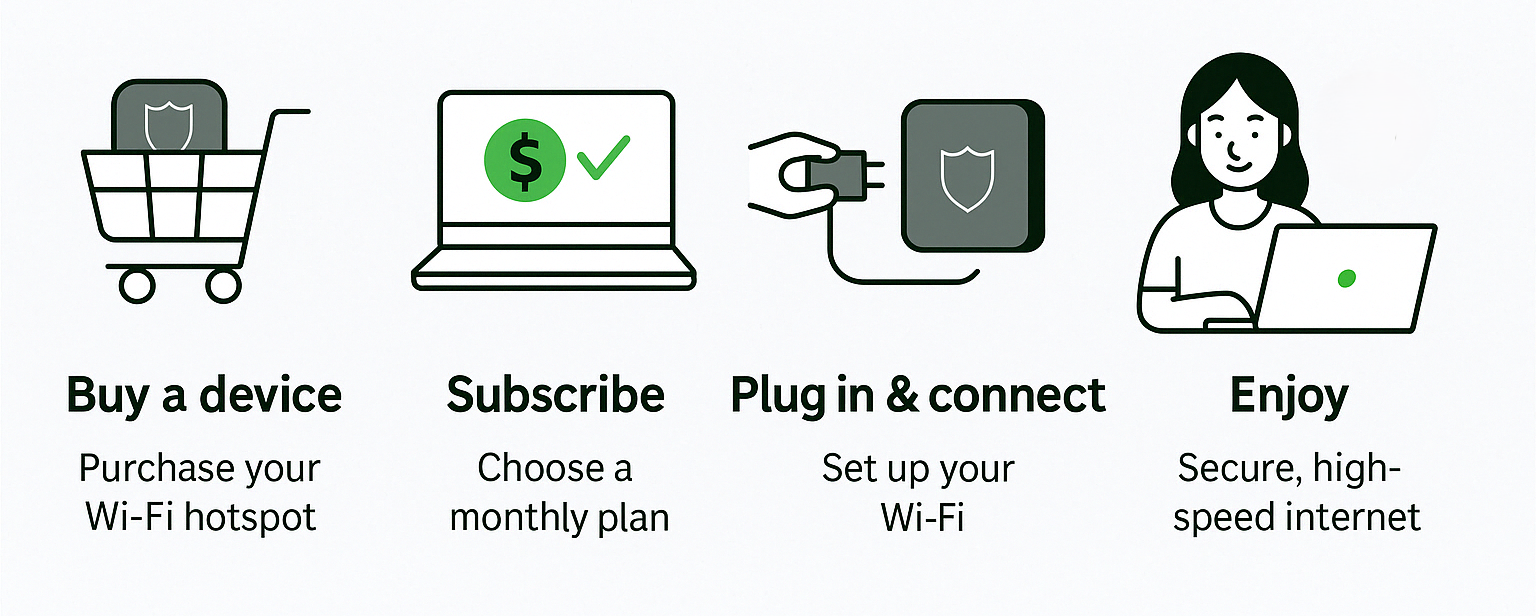 $
Buy a device
Purchase your
Wi-Fi hotspot
Subscribe
Choose a
monthly plan
Plug in & connect
Set up your
Wi-Fi
Enjoy
Secure, high-
speed internet